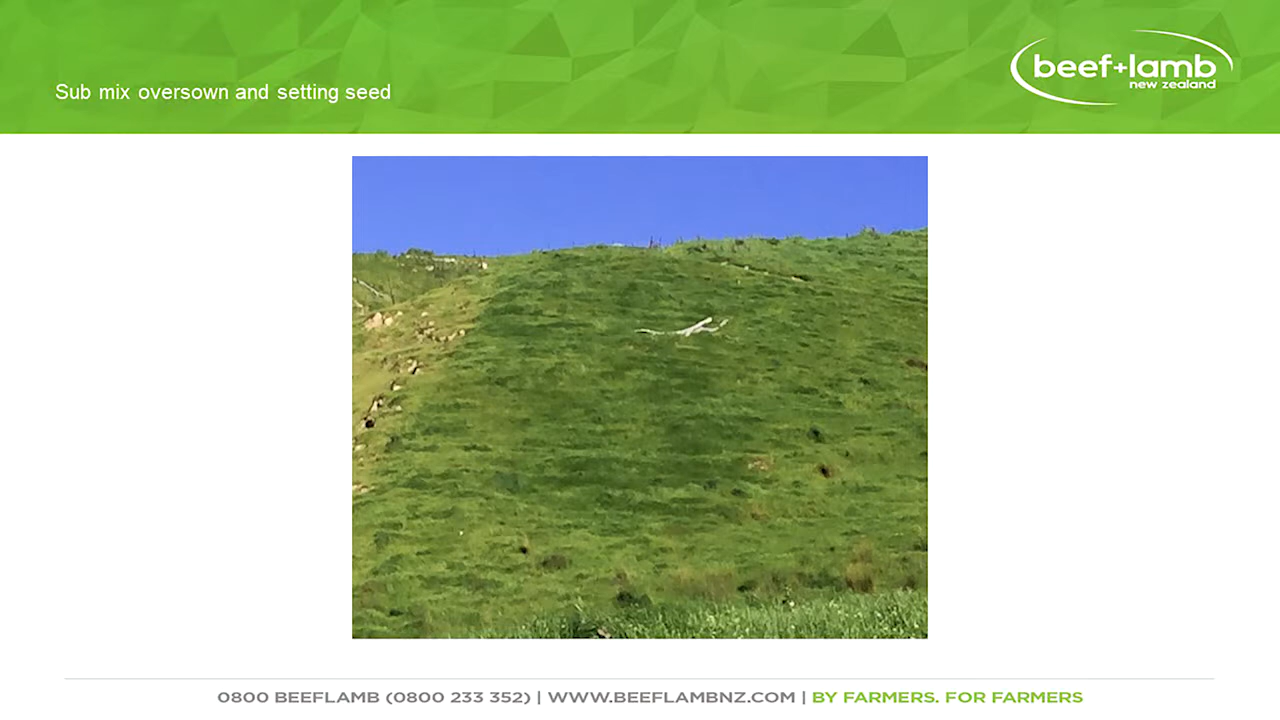 Sub mix oversown and setting seed
beef+lamb
new zealand
0800 BEEFLAMB (0800 233 352) | WWW.BEEFLAMBNZ.COM | BY FARMERS. FOR FARMERS